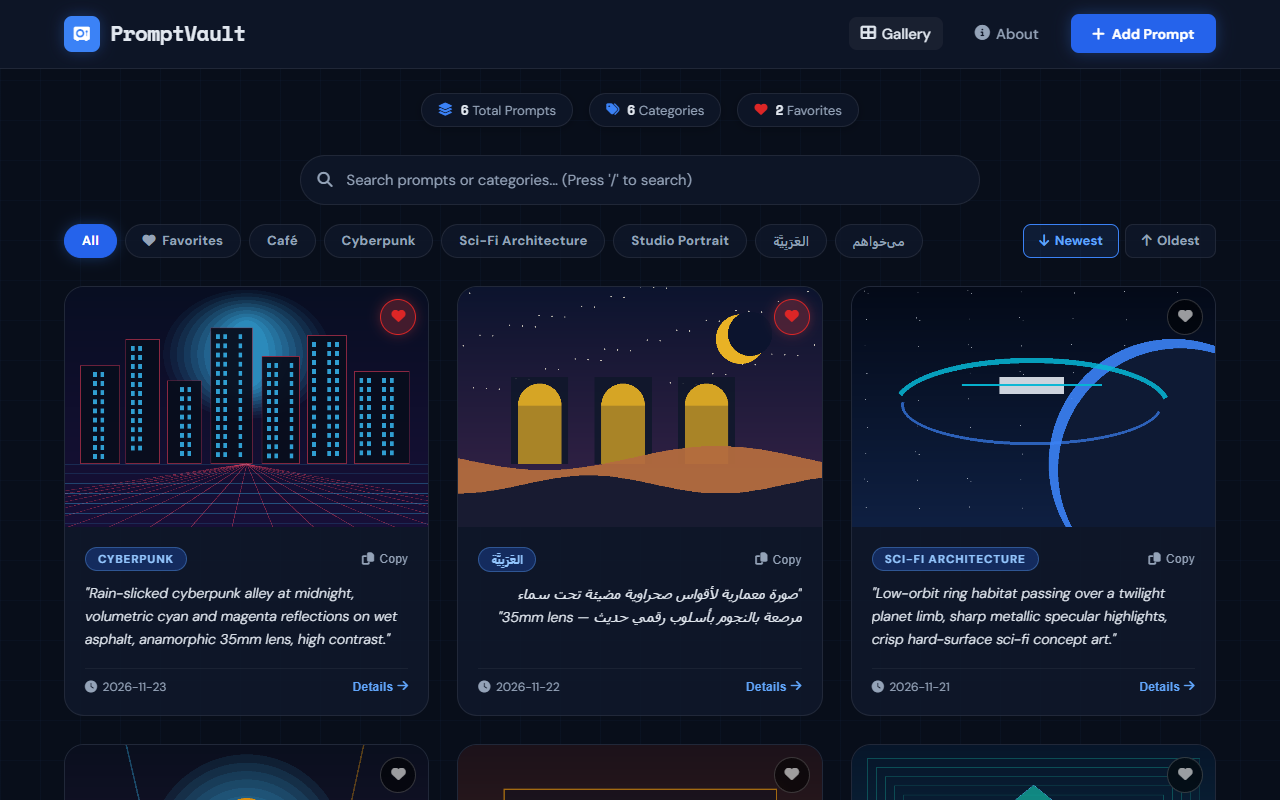 PromptVault
Gallery
About
Add Prompt
6 Total Prompts
6 Categories
2 Favorites
Search prompts or categories... (Press '/' to search)
All
Favorites
Café
Cyberpunk
Sci-Fi Architecture
Studio Portrait
العَرَبِيَّة
می‌خواهم
Newest
Oldest
CYBERPUNK
Copy
"Rain-slicked cyberpunk alley at midnight,
volumetric cyan and magenta reflections on wet
asphalt, anamorphic 35mm lens, high contrast."
2026-11-23
Details
العَرَبِيَّة
Copy
"صورة معمارية لأقواس صحراوية مضيئة تحت سماء
مرصعة بالنجوم بأسلوب رقمي حديث — 35mm lens"
2026-11-22
Details
SCI-FI ARCHITECTURE
Copy
"Low-orbit ring habitat passing over a twilight
planet limb, sharp metallic specular highlights,
crisp hard-surface sci-fi concept art."
2026-11-21
Details